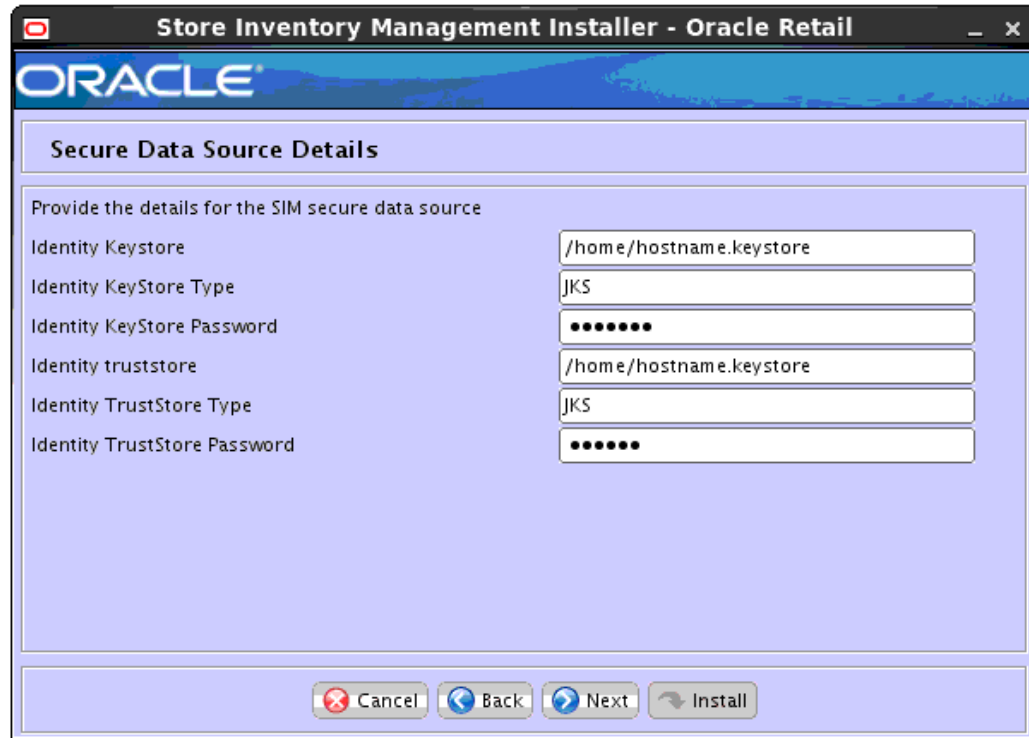 Store Inventory Management Installer - Oracle Retail
ORACLE
Secure Data Source Details
Provide the details for the SIM secure data source
Identity Keystore /home/hostname.keystore
Identity KeyStore Type JKS
Identity KeyStore Password •••••••
Identity truststore /home/hostname.keystore
Identity TrustStore Type JKS
Identity TrustStore Password ••••••
Cancel Back Next Install